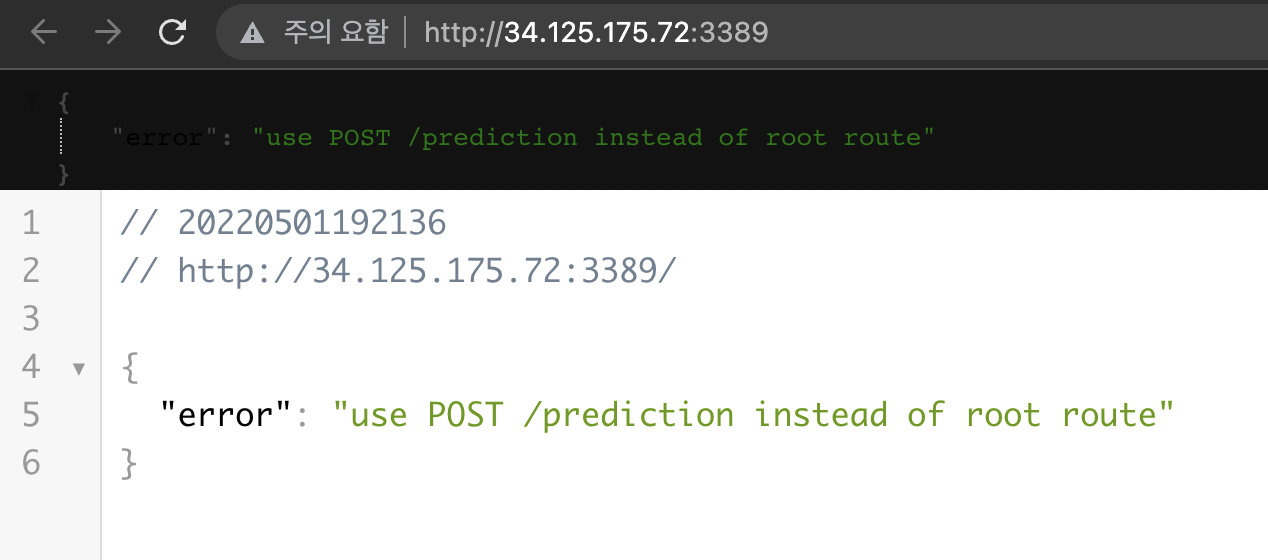 주의 요함 | http://34.125.175.72:3389
{
"error": "use POST /prediction instead of root route"
}
1 // 20220501192136
2 // http://34.125.175.72:3389/
3
4 {
5 "error": "use POST /prediction instead of root route"
6 }